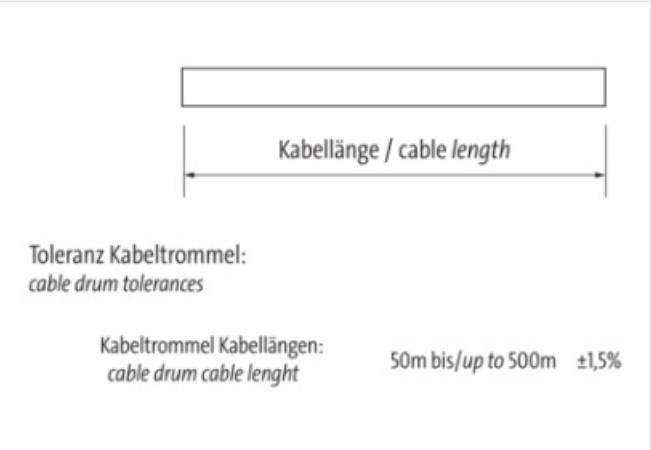 Kabellänge / cable length
Toleranz Kabeltrommel:
cable drum tolerances
Kabeltrommel Kabellängen:
cable drum cable lenght
50m bis/up to 500m ±1,5%